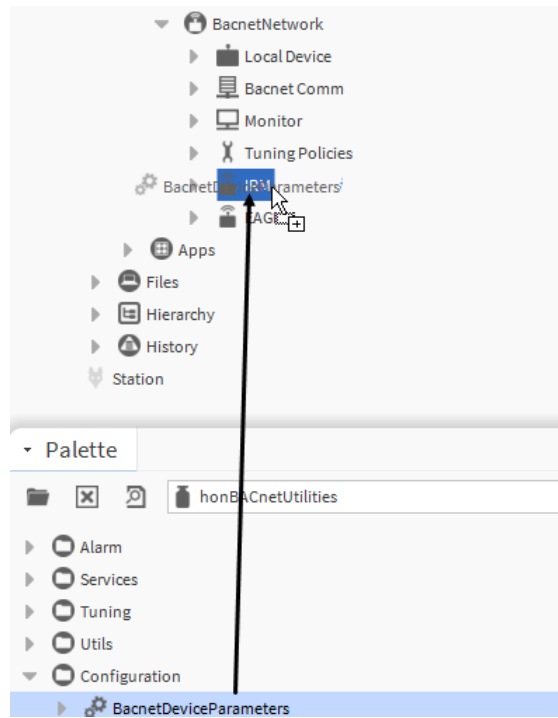 BacnetNetwork
Local Device
Bacnet Comm
Monitor
Tuning Policies
IRM
Apps
Files
Hierarchy
History
Station
Palette
honBACnetUtilities
Alarm
Services
Tuning
Utils
Configuration
BacnetDeviceParameters